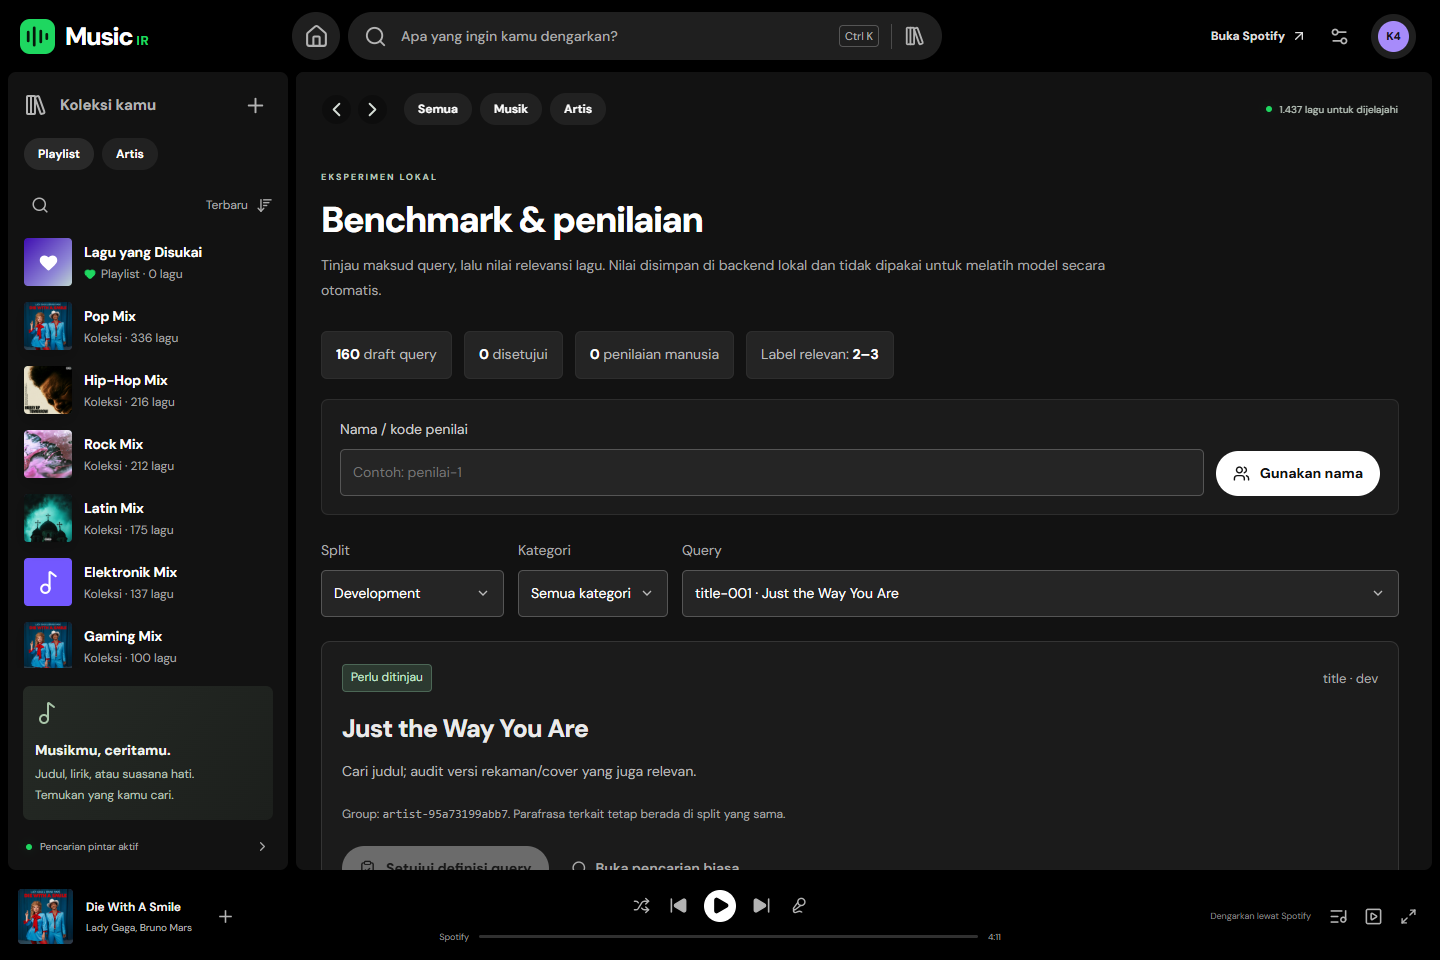 Music IR
Apa yang ingin kamu dengarkan?
Ctrl K
Buka Spotify
K4
Koleksi kamu
Playlist
Artis
Terbaru
Lagu yang Disukai
Playlist · 0 lagu
Pop Mix
Koleksi · 336 lagu
Hip-Hop Mix
Koleksi · 216 lagu
Rock Mix
Koleksi · 212 lagu
Latin Mix
Koleksi · 175 lagu
Elektronik Mix
Koleksi · 137 lagu
Gaming Mix
Koleksi · 100 lagu
Musikmu, ceritamu.
Judul, lirik, atau suasana hati.
Temukan yang kamu cari.
Pencarian pintar aktif
Semua
Musik
Artis
1.437 lagu untuk dijelajahi
EKSPERIMEN LOKAL
Benchmark & penilaian
Tinjau maksud query, lalu nilai relevansi lagu. Nilai disimpan di backend lokal dan tidak dipakai untuk melatih model secara
otomatis.
160 draft query
0 disetujui
0 penilaian manusia
Label relevan: 2–3
Nama / kode penilai
Contoh: penilai-1
Gunakan nama
Split
Kategori
Query
Development
Semua kategori
title-001 · Just the Way You Are
Perlu ditinjau
title · dev
Just the Way You Are
Cari judul; audit versi rekaman/cover yang juga relevan.
Group: artist-95a73199abb7. Parafrasa terkait tetap berada di split yang sama.
Setujui definisi query
Buka pencarian biasa
Die With A Smile
Lady Gaga, Bruno Mars
Spotify
4:11
Dengarkan lewat Spotify